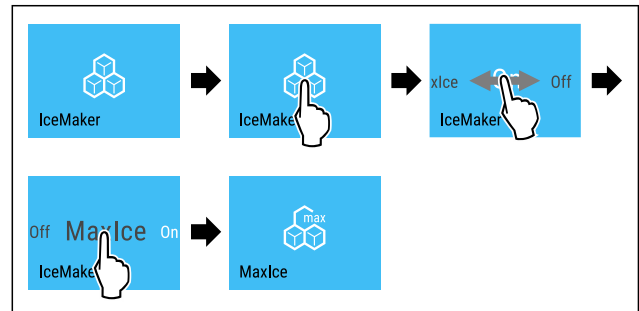 IceMaker
IceMake
xIce Off
IceMaker
Off MaxIce On
IceMake
max
MaxIce